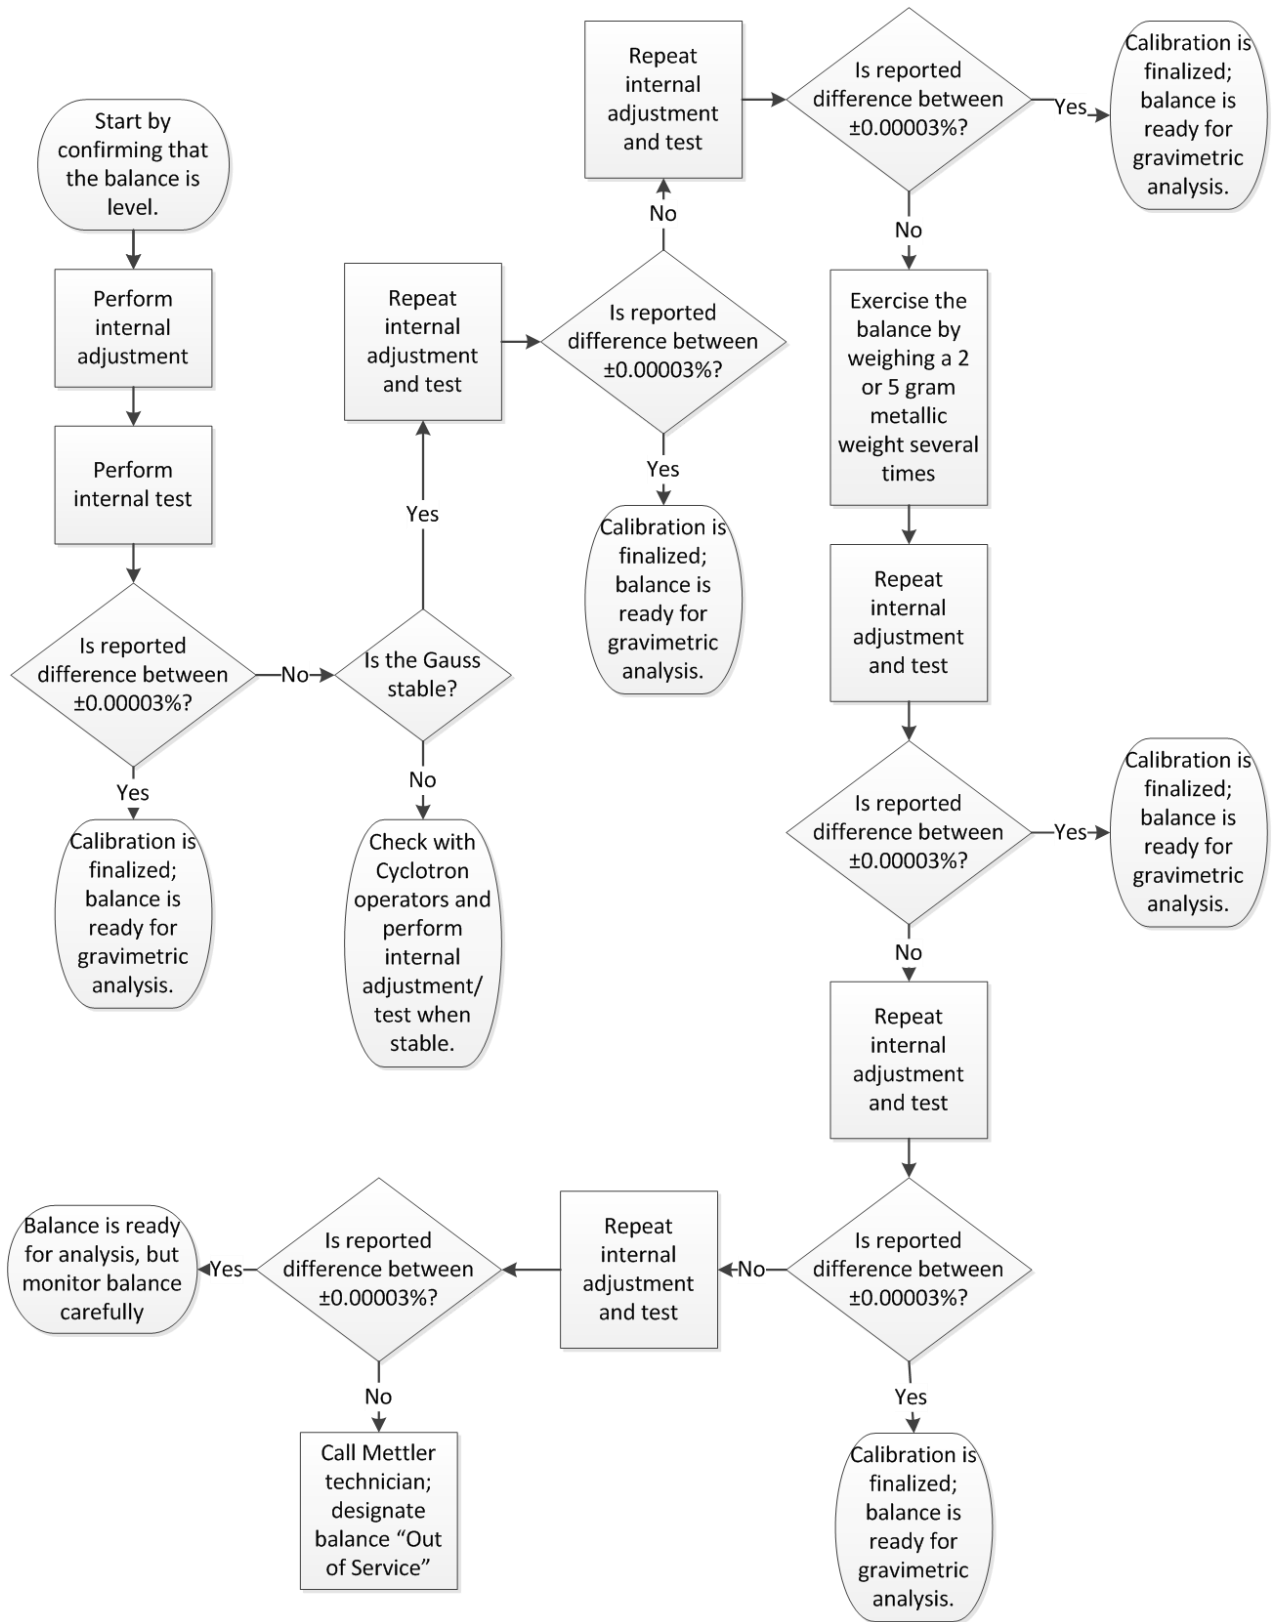 Start by
confirming that
the balance is
level.
Perform
internal
adjustment
Perform
internal test
Is reported
difference between
±0.00003%?
Yes
Calibration is
finalized;
balance is
ready for
gravimetric
analysis.
No
Is the Gauss
stable?
No
Check with
Cyclotron
operators and
perform
internal
adjustment/
test when
stable.
Yes
Repeat
internal
adjustment
and test
Is reported
difference between
±0.00003%?
Yes
Calibration is
finalized;
balance is
ready for
gravimetric
analysis.
No
Repeat
internal
adjustment
and test
Is reported
difference between
±0.00003%?
Yes
Calibration is
finalized;
balance is
ready for
gravimetric
analysis.
No
Exercise the
balance by
weighing a 2
or 5 gram
metallic
weight several
times
Repeat
internal
adjustment
and test
Is reported
difference between
±0.00003%?
Yes
Calibration is
finalized;
balance is
ready for
gravimetric
analysis.
No
Repeat
internal
adjustment
and test
Is reported
difference between
±0.00003%?
Yes
Calibration is
finalized;
balance is
ready for
gravimetric
analysis.
No
Repeat
internal
adjustment
and test
Is reported
difference between
±0.00003%?
Yes
Balance is ready
for analysis, but
monitor balance
carefully
No
Call Mettler
technician;
designate
balance “Out
of Service”